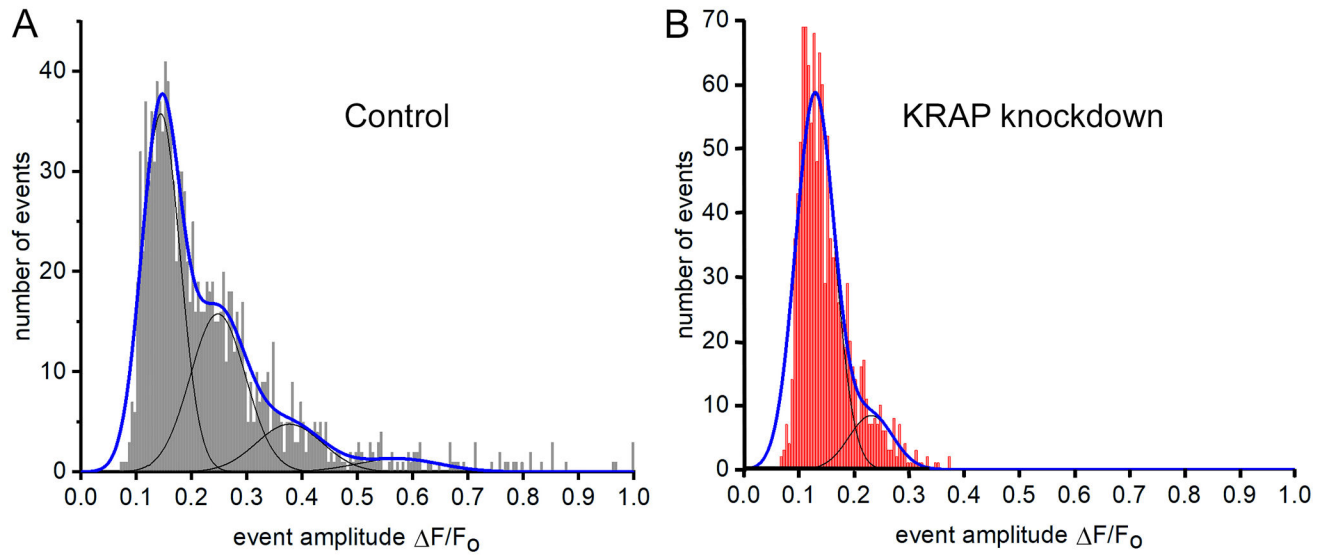 A
Control
number of events
40
30
20
10
0
0.0 0.1 0.2 0.3 0.4 0.5 0.6 0.7 0.8 0.9 1.0
event amplitude ΔF/Fo
B
KRAP knockdown
number of events
70
60
50
40
30
20
10
0
0.0 0.1 0.2 0.3 0.4 0.5 0.6 0.7 0.8 0.9 1.0
event amplitude ΔF/Fo